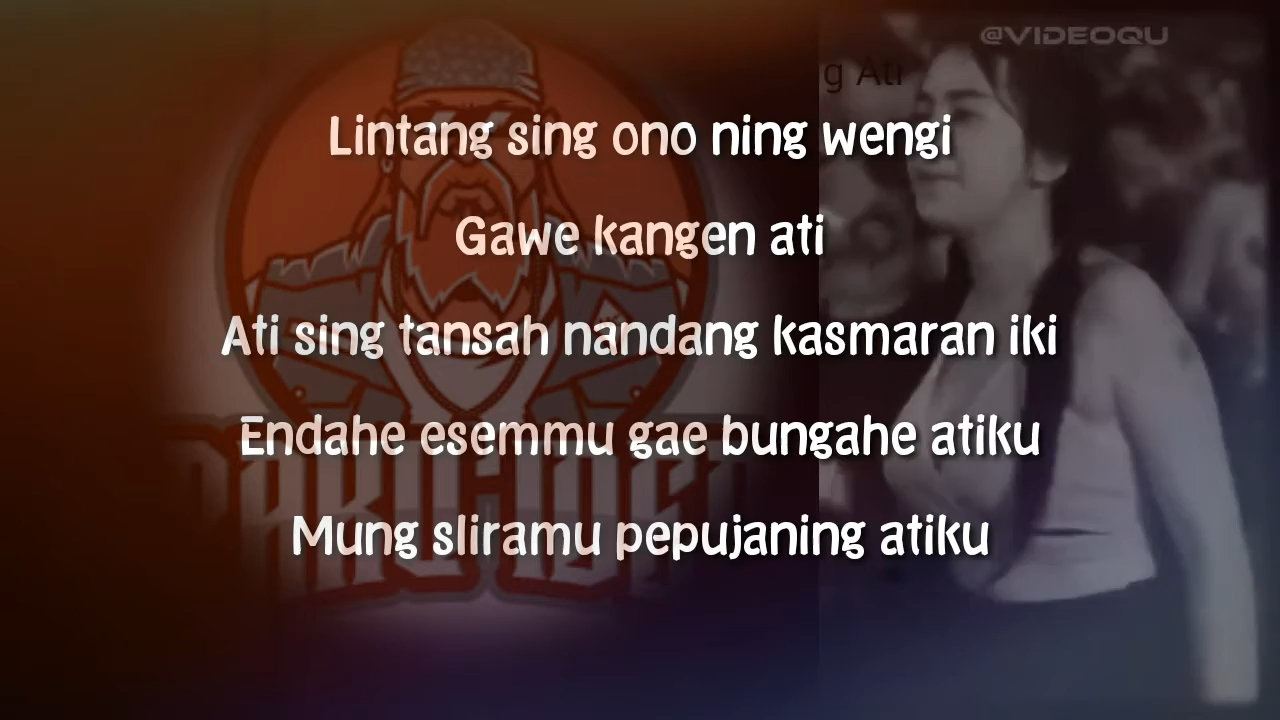 @VIDEOQU
g Ati
Lintang sing ono ning wengi
Gawe kangen ati
Ati sing tansah nandang kasmaran iki
Endahe esemmu gae bungahe atiku
Mung sliramu pepujaning atiku